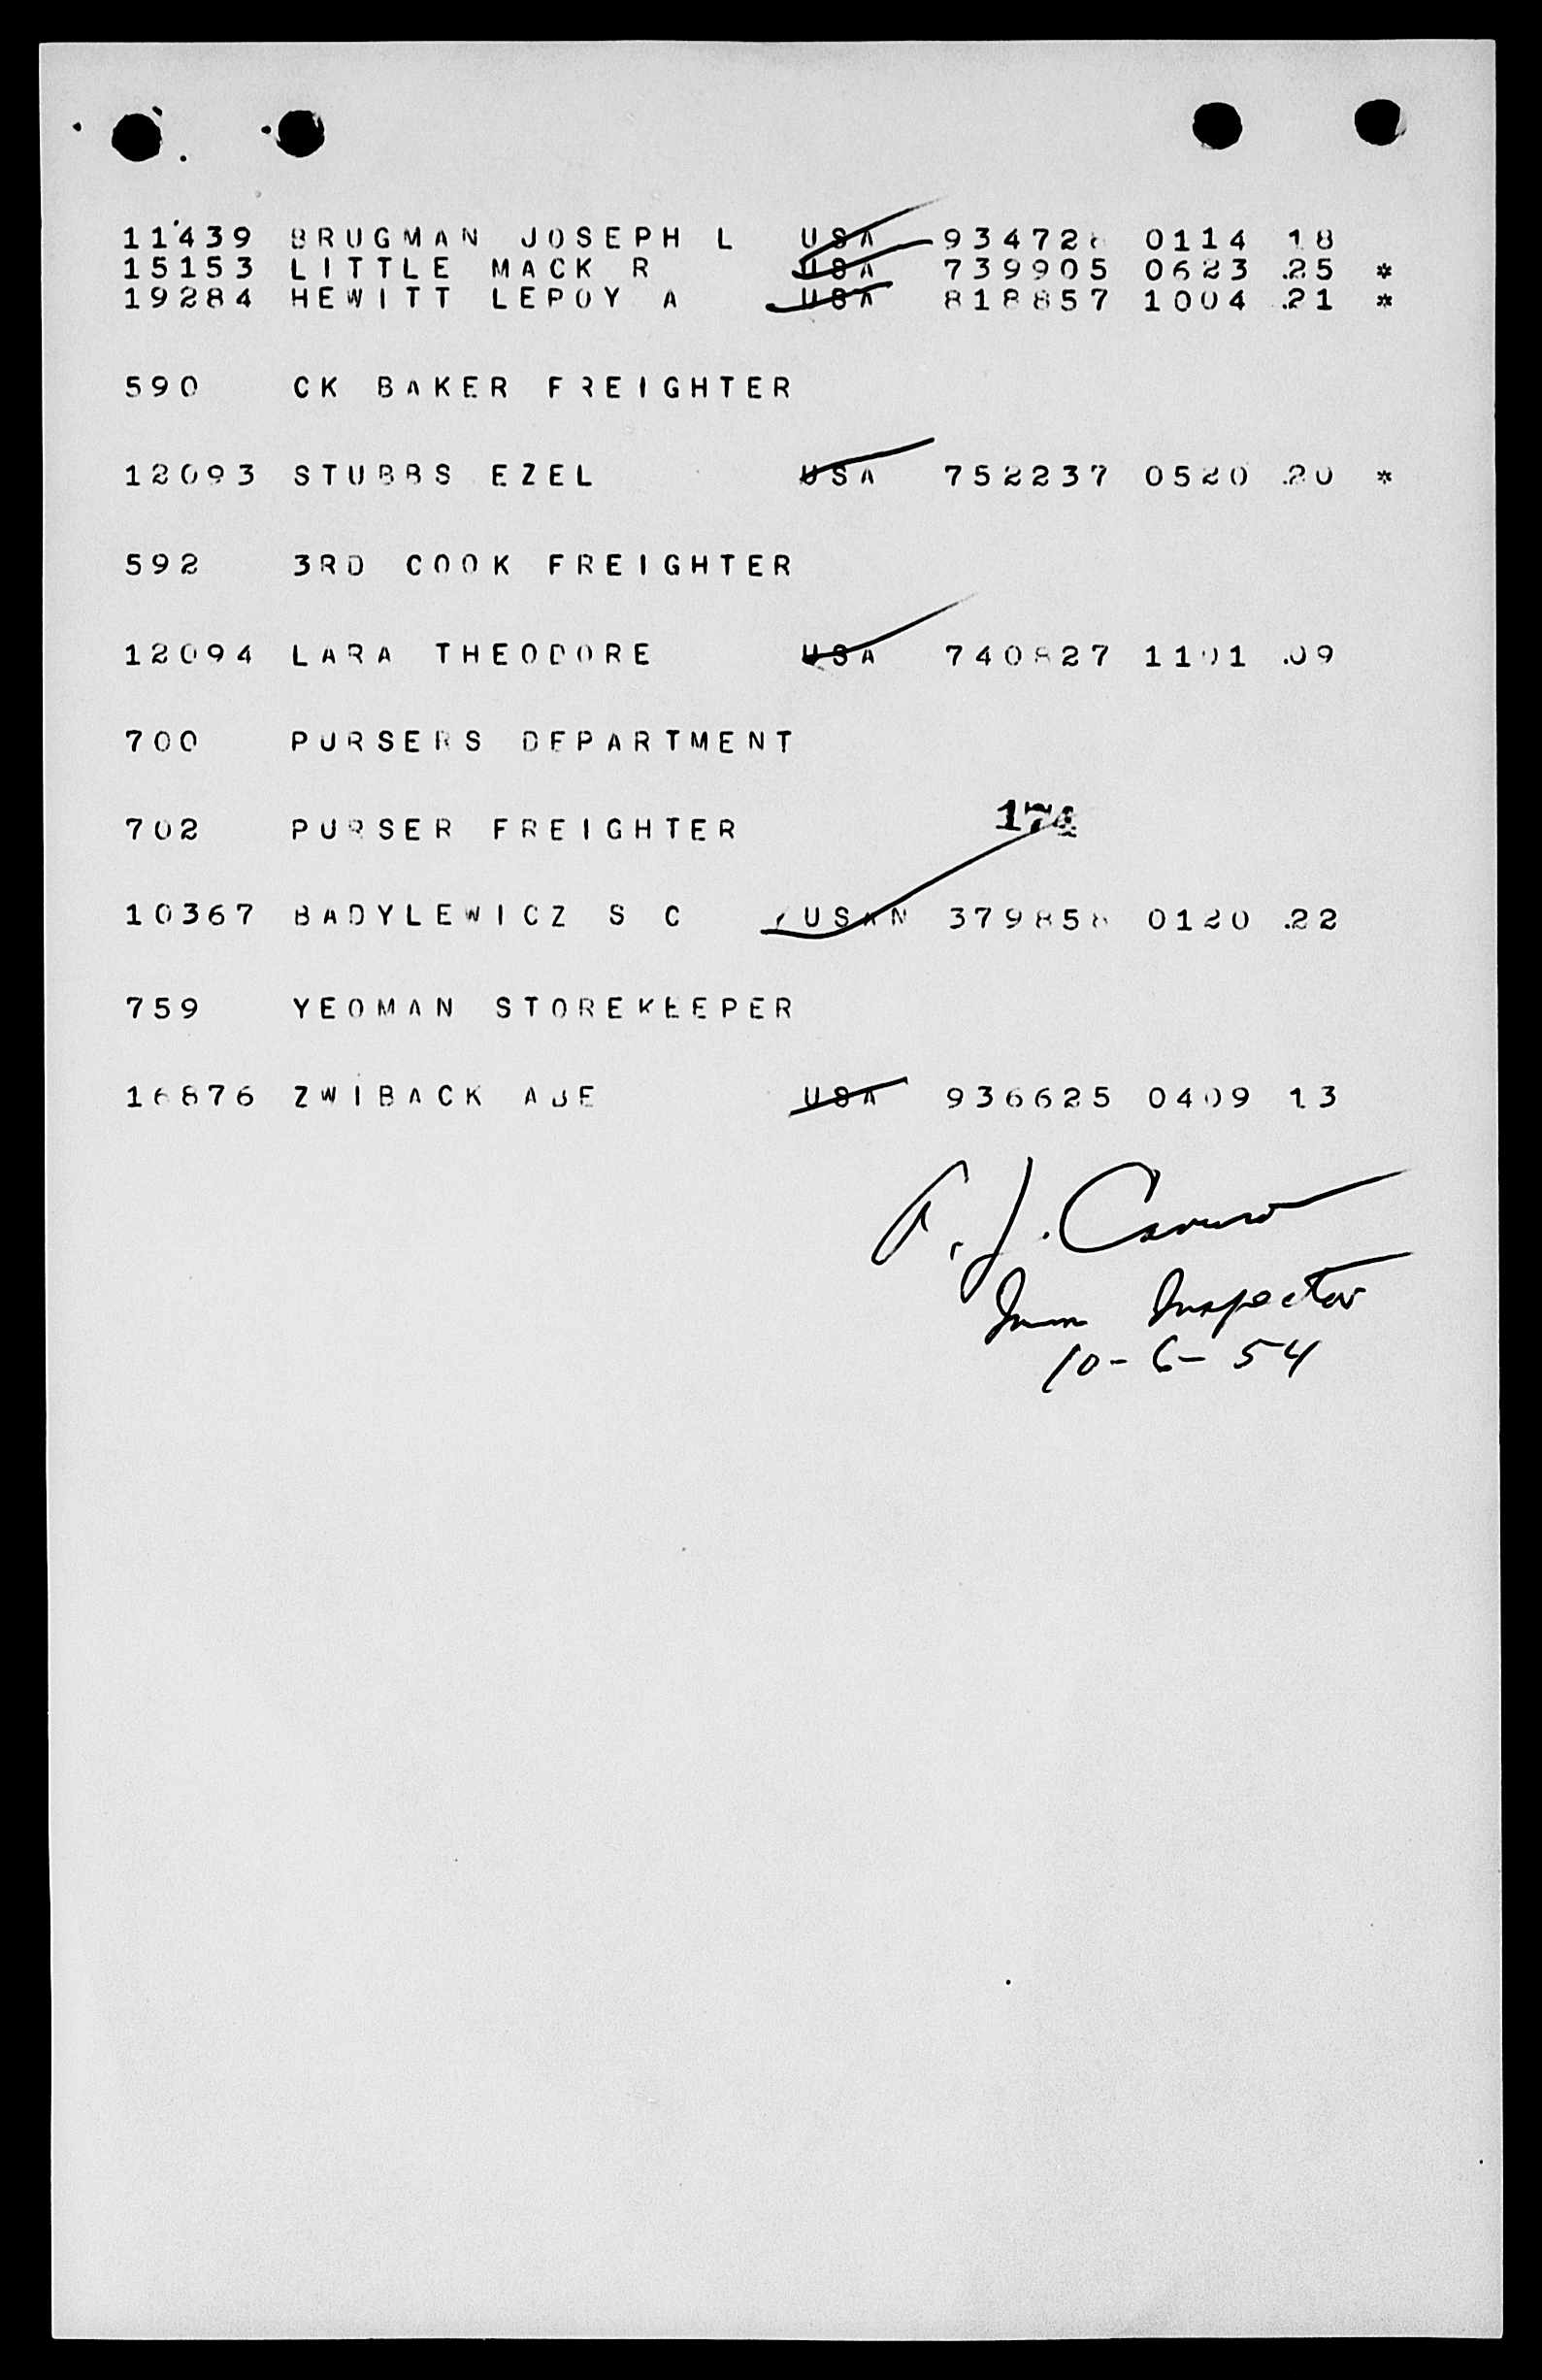 11439 BRUGMAN JOSEPH L USA 934728 0114 18
15153 LITTLE MACK R USA 739905 0623 .25 *
19284 HEWITT LEROY A USA 818857 1004 .21 *
590 CK BAKER FREIGHTER
12093 STUBBS EZEL USA 752237 0520 .20 *
592 3RD COOK FREIGHTER
12094 LARA THEODORE USA 740827 1101 .09
700 PURSERS DEPARTMENT
702 PURSER FREIGHTER 174
10367 BADYLEWICZ S C USAN 379858 0120 .22
759 YEOMAN STOREKEEPER
16876 ZWIBACK ABE USA 936625 0409 13
F. J. Caruso
Imm Inspector
10-6-54